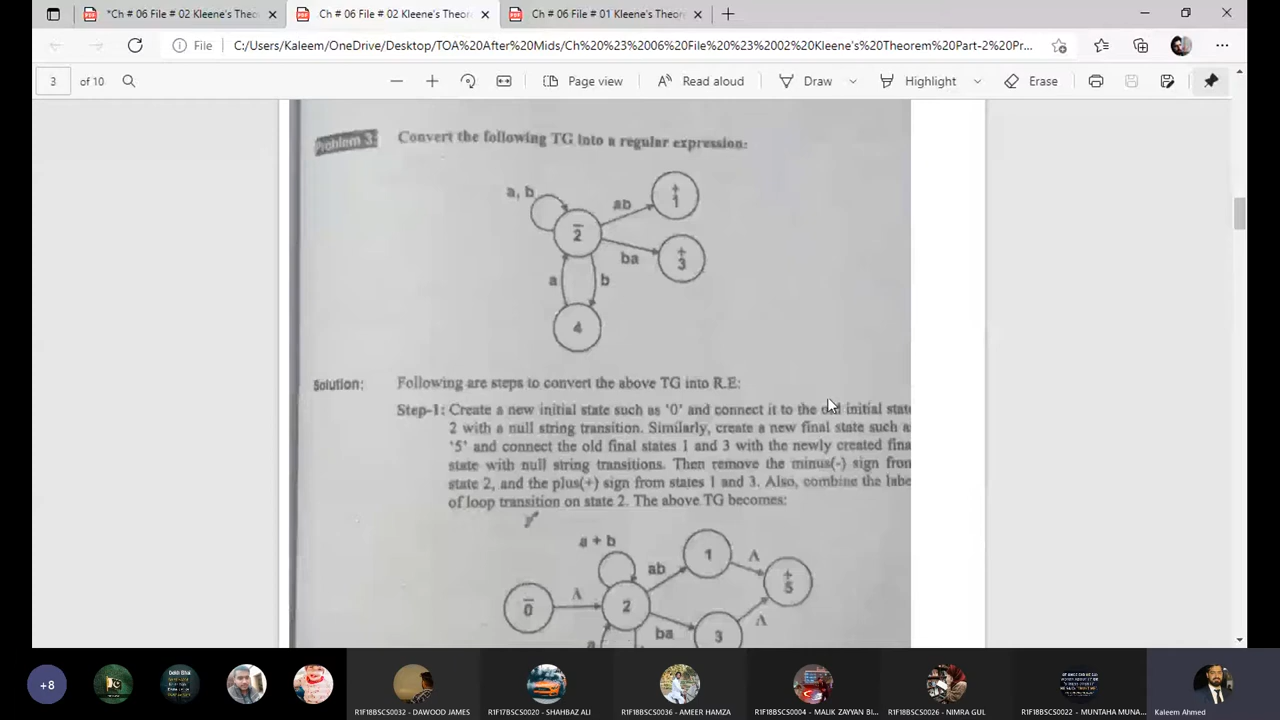 *Ch # 06 File # 02 Kleene's Theo
Ch # 06 File # 02 Kleene's Theor
Ch # 06 File # 01 Kleene's Theory
File
C:/Users/Kaleem/OneDrive/Desktop/TOA%20After%20Mids/Ch%20%23%2006%20File%20%23%2002%20Kleene's%20Theorem%20Part-2%20Pr...
3 of 10
Page view
Read aloud
Draw
Highlight
Erase
Problem 3: Convert the following TG into a regular expression:
a, b
ab
+
1
−
2
ba
+
3
a
b
4
Solution: Following are steps to convert the above TG into R.E:
Step-1: Create a new initial state such as '0' and connect it to the old initial state
2 with a null string transition. Similarly, create a new final state such a
'5' and connect the old final states 1 and 3 with the newly created fina
state with null string transitions. Then remove the minus(-) sign from
state 2, and the plus(+) sign from states 1 and 3. Also, combine the labe
of loop transition on state 2. The above TG becomes:
a + b
ab
1
Λ
+
5
−
0
Λ
2
ba
3
Λ
a
+8
R1F18BSCS0032 - DAWOOD JAMES
R1F17BSCS0020 - SHAHBAZ ALI
R1F18BSCS0036 - AMEER HAMZA
R1F18BSCS0004 - MALIK ZAYYAN BI...
R1F18BSCS0026 - NIMRA GUL
R1F18BSCS0022 - MUNTAHA MUNA...
Kaleem Ahmed